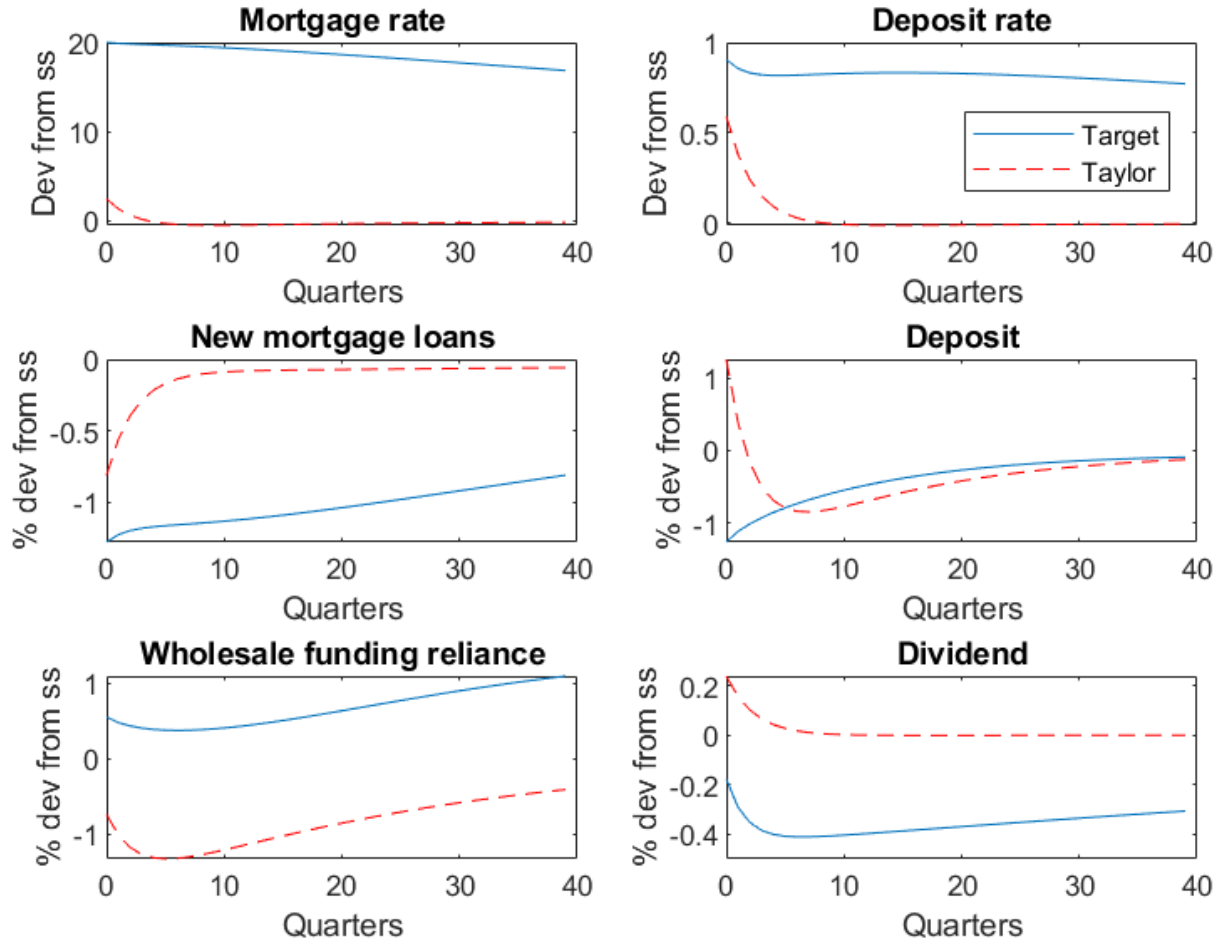 Mortgage rate
Dev from ss
20
10
0
0 10 20 30 40
Quarters
Deposit rate
Dev from ss
1
0.5
0
Target
Taylor
0 10 20 30 40
Quarters
New mortgage loans
% dev from ss
0
-0.5
-1
0 10 20 30 40
Quarters
Deposit
% dev from ss
1
0
-1
0 10 20 30 40
Quarters
Wholesale funding reliance
% dev from ss
1
0
-1
0 10 20 30 40
Quarters
Dividend
% dev from ss
0.2
0
-0.2
-0.4
0 10 20 30 40
Quarters